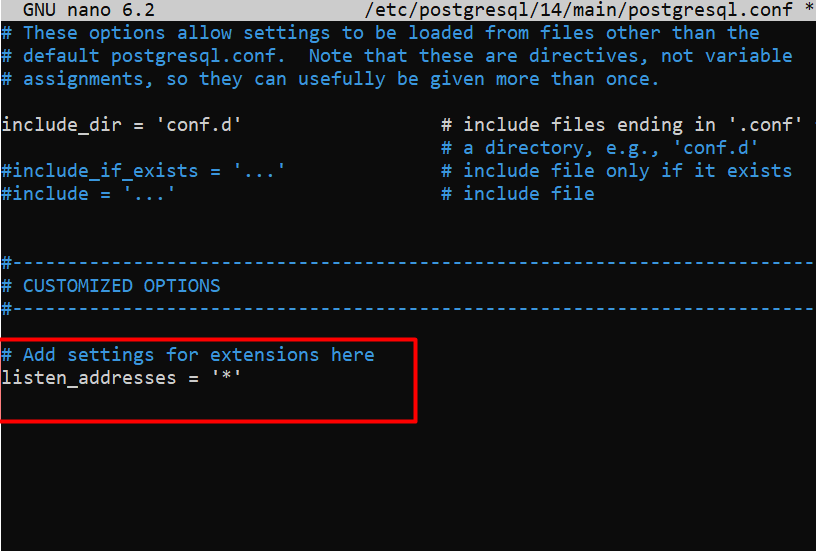 GNU nano 6.2 /etc/postgresql/14/main/postgresql.conf *
# These options allow settings to be loaded from files other than the
# default postgresql.conf.  Note that these are directives, not variable
# assignments, so they can usefully be given more than once.
include_dir = 'conf.d' # include files ending in '.conf'
# a directory, e.g., 'conf.d'
#include_if_exists = '...' # include file only if it exists
#include = '...' # include file
#---------------------------------------------------------------------------
# CUSTOMIZED OPTIONS
#---------------------------------------------------------------------------
# Add settings for extensions here
listen_addresses = '*'